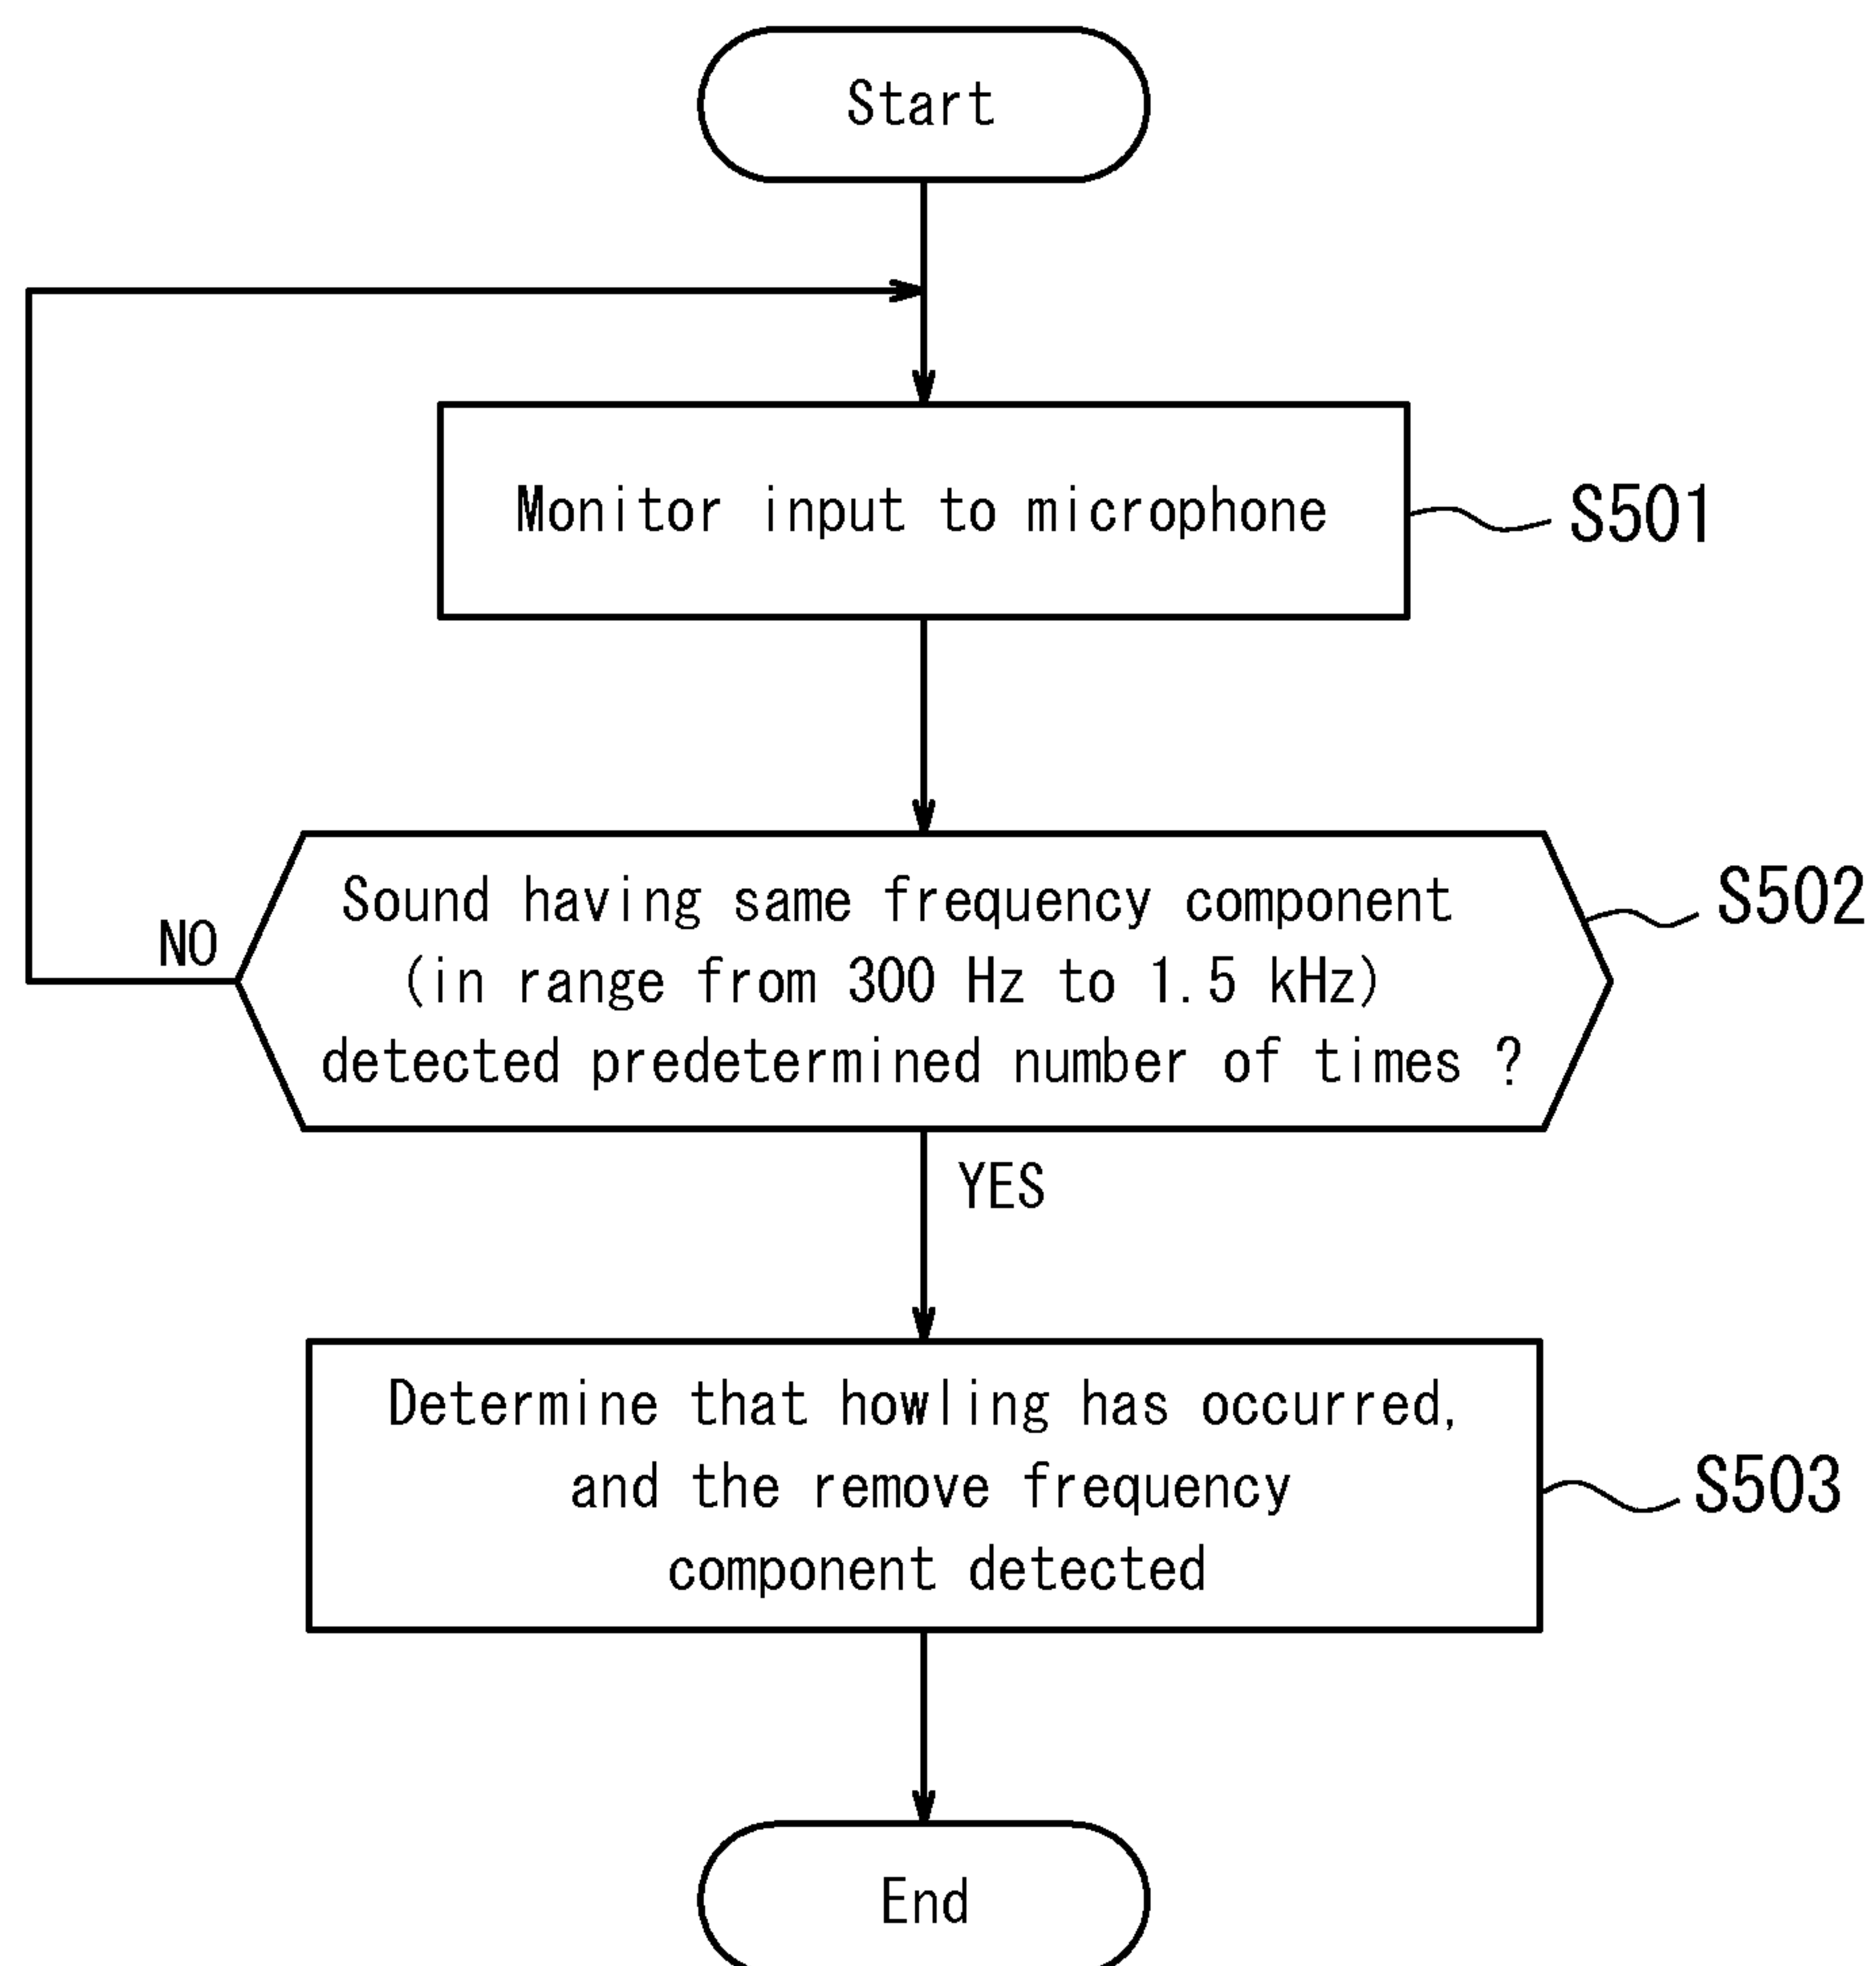 Start
Monitor input to microphone
S501
Sound having same frequency component
(in range from 300 Hz to 1.5 kHz)
detected predetermined number of times ?
S502
NO
YES
Determine that howling has occurred,
and the remove frequency
component detected
S503
End